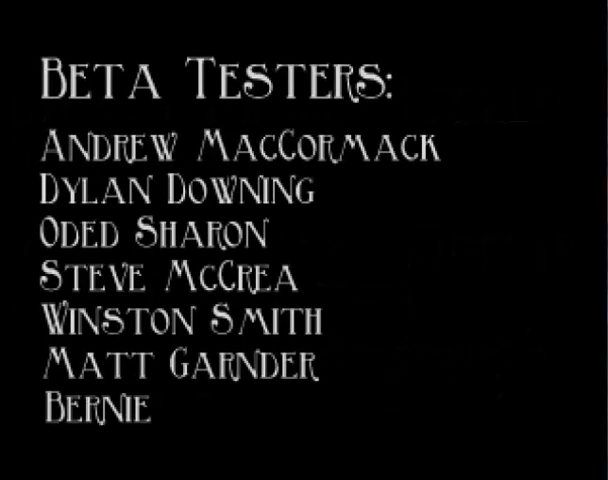 Beta Testers:
Andrew MacCormack
Dylan Downing
Oded Sharon
Steve McCrea
Winston Smith
Matt Garnder
Bernie